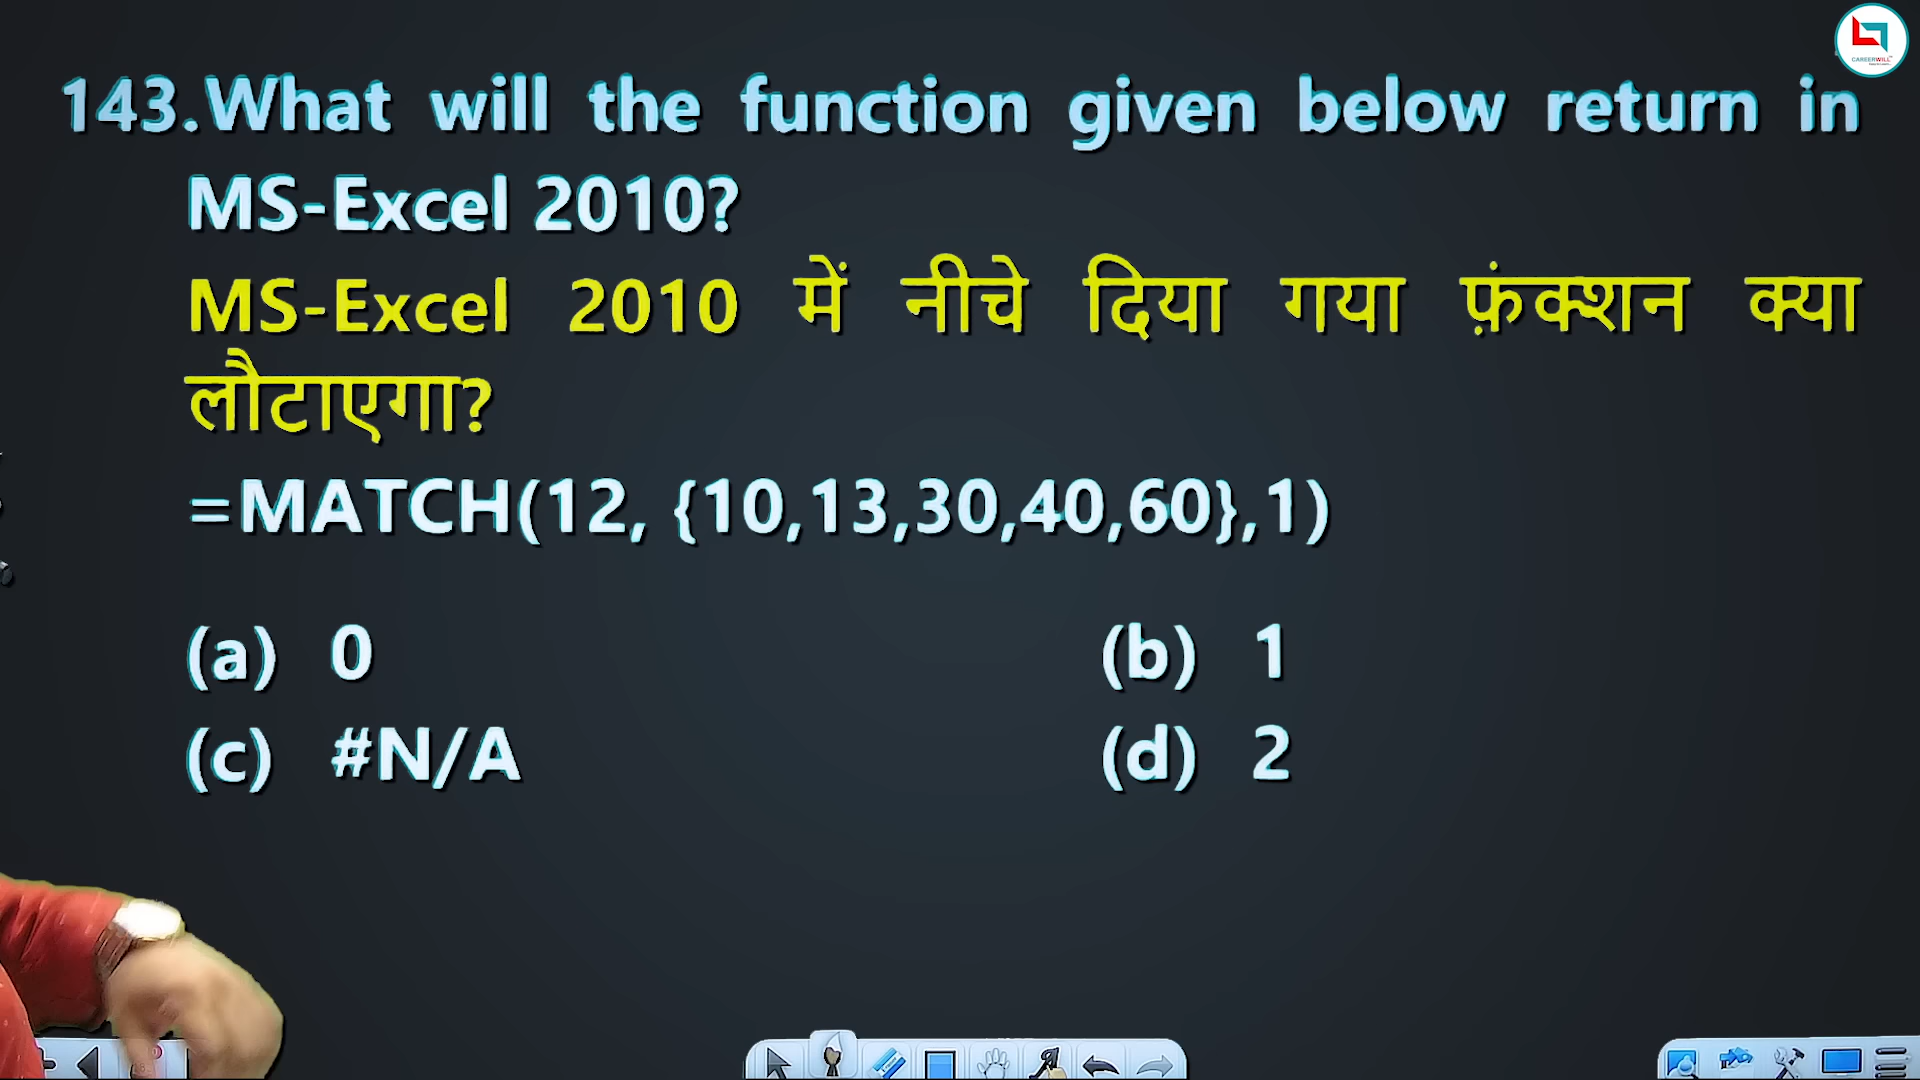 CAREERWILL
143. What will the function given below return in
MS-Excel 2010?
MS-Excel 2010 में नीचे दिया गया फ़ंक्शन क्या
लौटाएगा?
=MATCH(12, {10,13,30,40,60},1)
(a) 0 (b) 1
(c) #N/A (d) 2